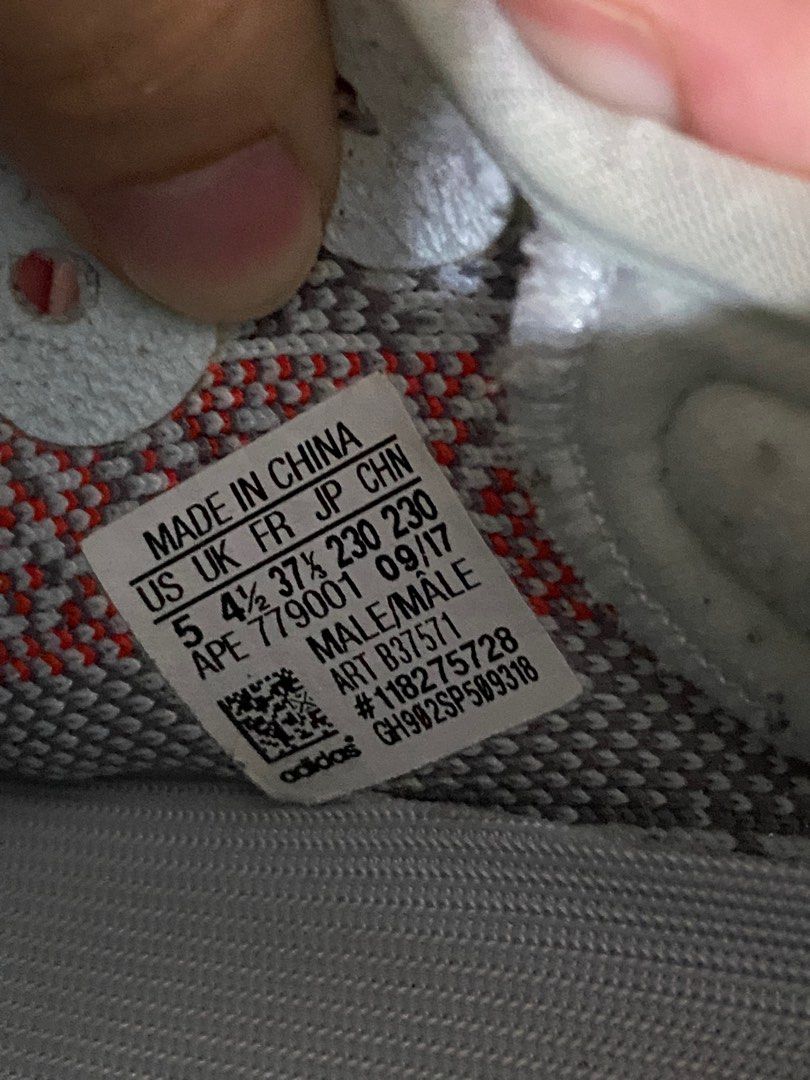 MADE IN CHINA
US UK FR JP CHN
5 4½ 37⅓ 230 230
APE 779001 09/17
MALE/MÂLE
ART B37571
#118275728
GH902SP509318
adidas